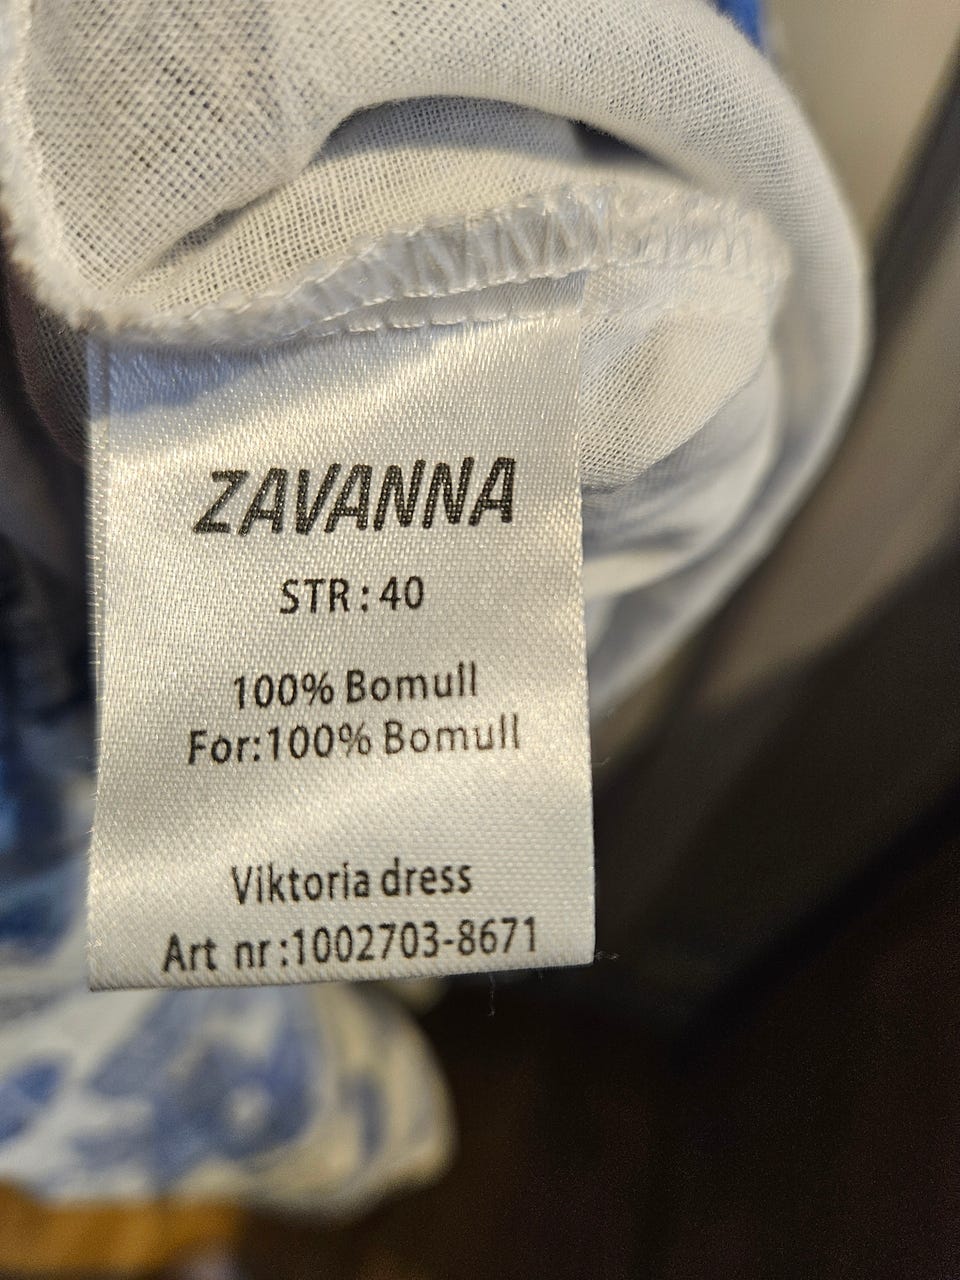 ZAVANNA
STR: 40
100% Bomull
For:100% Bomull
Viktoria dress
Art nr:1002703-8671